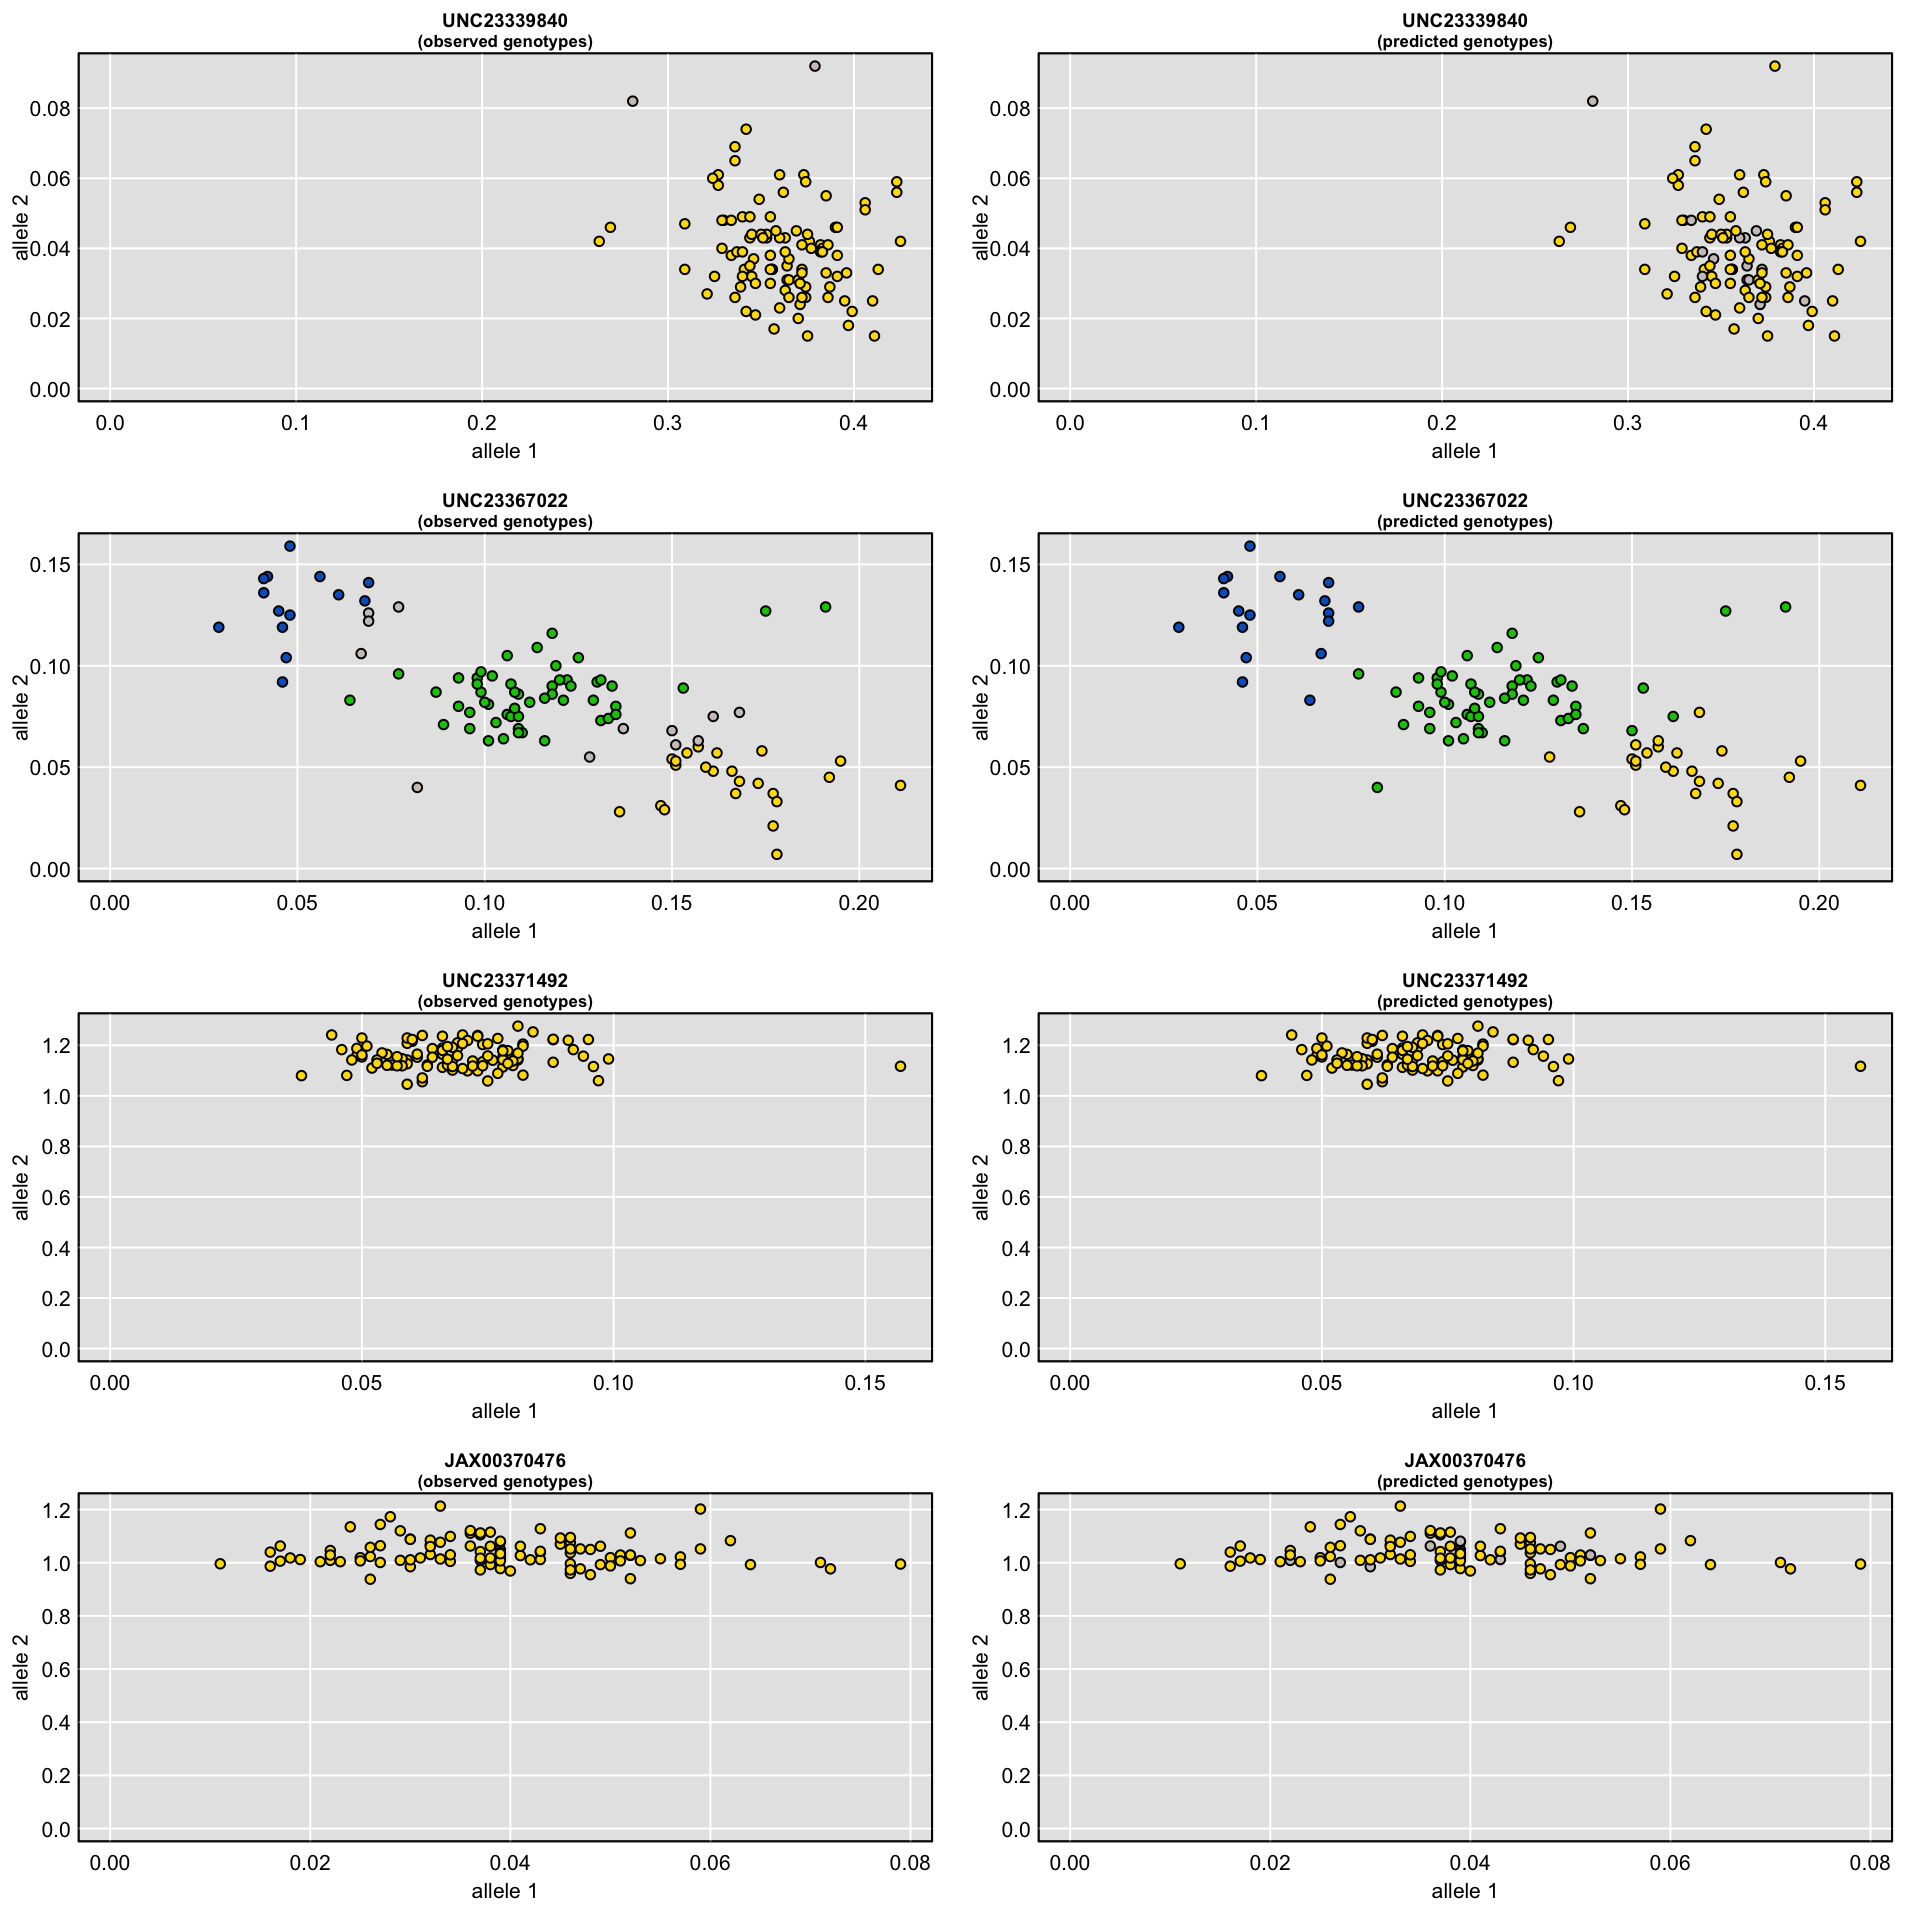 UNC23339840
(observed genotypes)
allele 2
0.08
0.06
0.04
0.02
0.00
0.0 0.1 0.2 0.3 0.4
allele 1
UNC23339840
(predicted genotypes)
allele 2
0.08
0.06
0.04
0.02
0.00
0.0 0.1 0.2 0.3 0.4
allele 1
UNC23367022
(observed genotypes)
allele 2
0.15
0.10
0.05
0.00
0.00 0.05 0.10 0.15 0.20
allele 1
UNC23367022
(predicted genotypes)
allele 2
0.15
0.10
0.05
0.00
0.00 0.05 0.10 0.15 0.20
allele 1
UNC23371492
(observed genotypes)
allele 2
1.2
1.0
0.8
0.6
0.4
0.2
0.0
0.00 0.05 0.10 0.15
allele 1
UNC23371492
(predicted genotypes)
allele 2
1.2
1.0
0.8
0.6
0.4
0.2
0.0
0.00 0.05 0.10 0.15
allele 1
JAX00370476
(observed genotypes)
allele 2
1.2
1.0
0.8
0.6
0.4
0.2
0.0
0.00 0.02 0.04 0.06 0.08
allele 1
JAX00370476
(predicted genotypes)
allele 2
1.2
1.0
0.8
0.6
0.4
0.2
0.0
0.00 0.02 0.04 0.06 0.08
allele 1